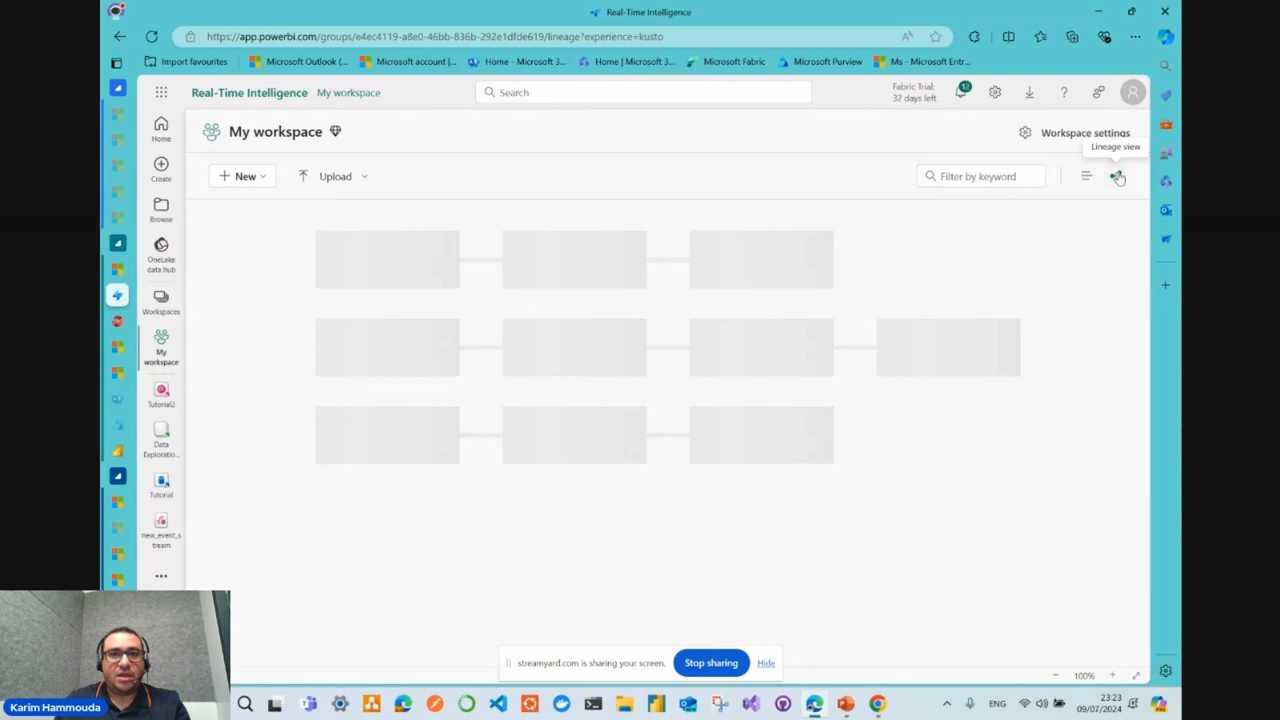 Real-Time Intelligence
https://app.powerbi.com/groups/e4ec4119-a8e0-46bb-836b-292e1dfde619/lineage?experience=kusto
Import favourites
Microsoft Outlook (...
Microsoft account |...
Home - Microsoft 3...
Home | Microsoft 3...
Microsoft Fabric
Microsoft Purview
Ms - Microsoft Entr...
Real-Time Intelligence
My workspace
Search
Fabric Trial:
32 days left
12
?
Home
My workspace
Workspace settings
Lineage view
Create
+ New
Upload
Filter by keyword
Browse
OneLake
data hub
Workspaces
My
workspace
Tutorial2
Data
Exploratio...
Tutorial
new_event_s
tream
...
streamyard.com is sharing your screen.
Stop sharing
Hide
100%
Karim Hammouda
ENG
23:23
09/07/2024